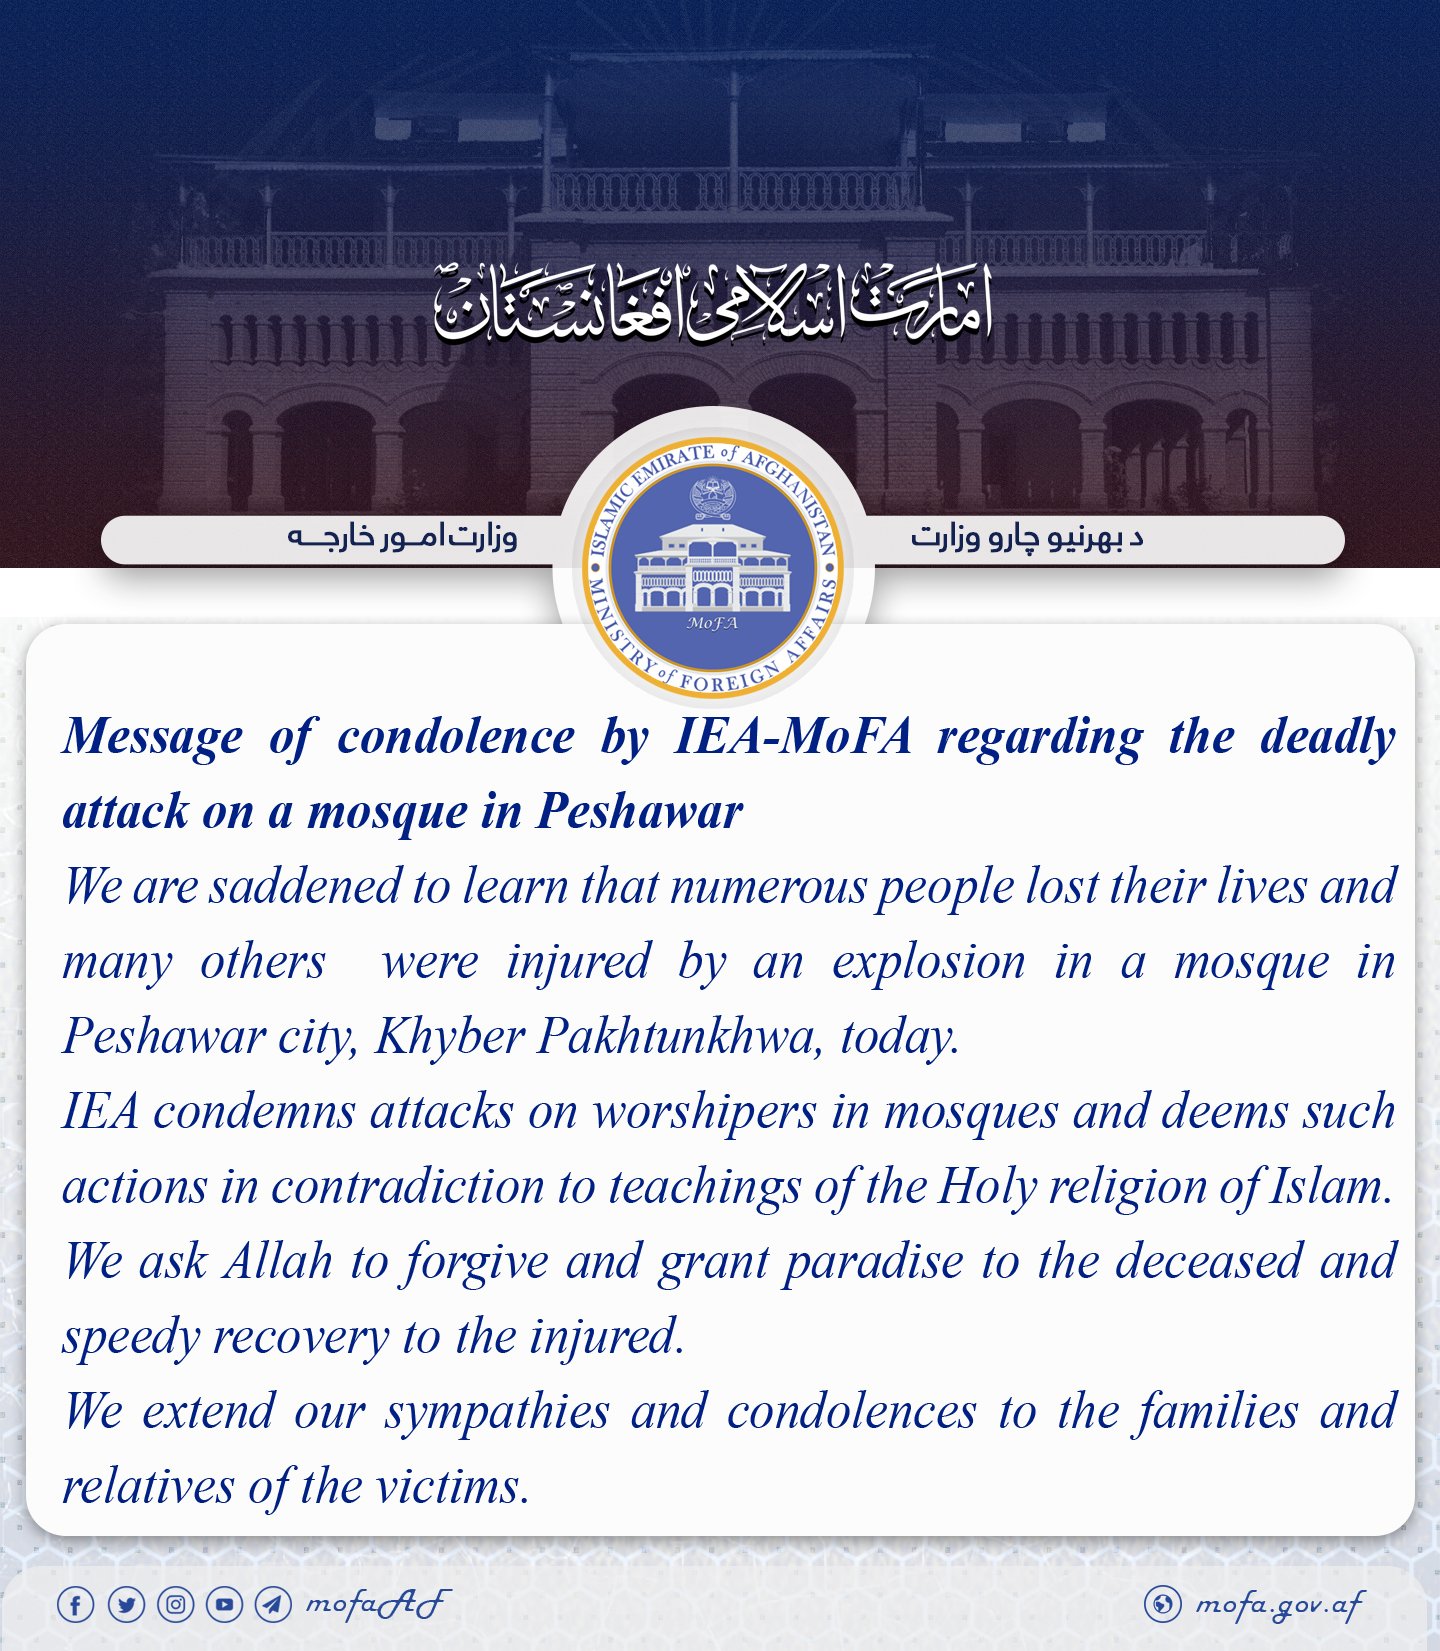 امارت اسلامی افغانستان
د بهرنیو چارو وزارت
وزارت امور خارجه
ISLAMIC EMIRATE of AFGHANISTAN
MoFA
MINISTRY of FOREIGN AFFAIRS
Message of condolence by IEA-MoFA regarding the deadly
attack on a mosque in Peshawar
We are saddened to learn that numerous people lost their lives and
many others were injured by an explosion in a mosque in
Peshawar city, Khyber Pakhtunkhwa, today.
IEA condemns attacks on worshipers in mosques and deems such
actions in contradiction to teachings of the Holy religion of Islam.
We ask Allah to forgive and grant paradise to the deceased and
speedy recovery to the injured.
We extend our sympathies and condolences to the families and
relatives of the victims.
mofaAF
mofa.gov.af